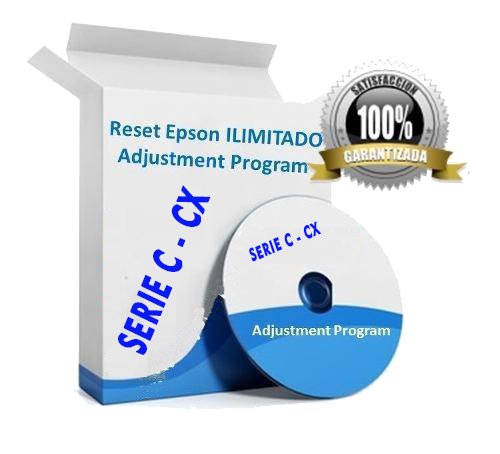 Reset Epson ILIMITADO
Adjustment Program
SERIE C - CX
SATISFACCION
100%
GARANTIZADA
SERIE C - CX
Adjustment Program